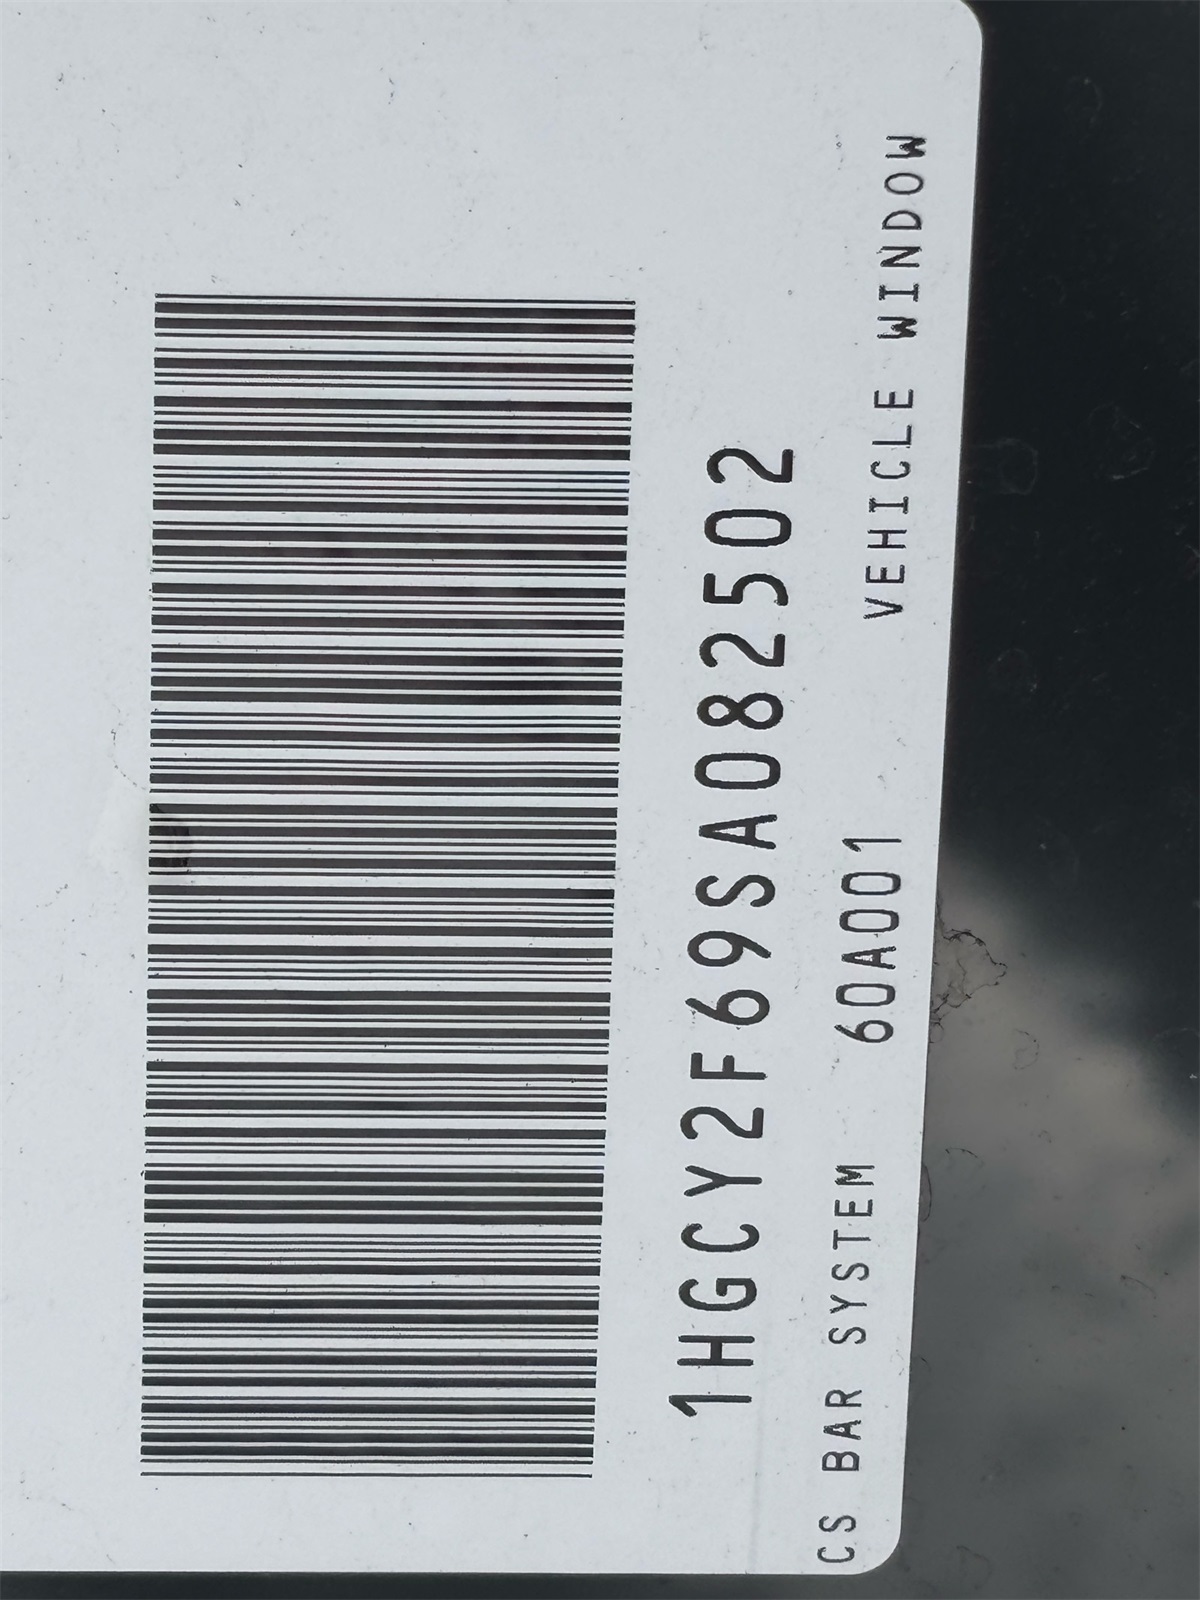 1HGCY2F69SA082502
CS BAR SYSTEM 60A001 VEHICLE WINDOW